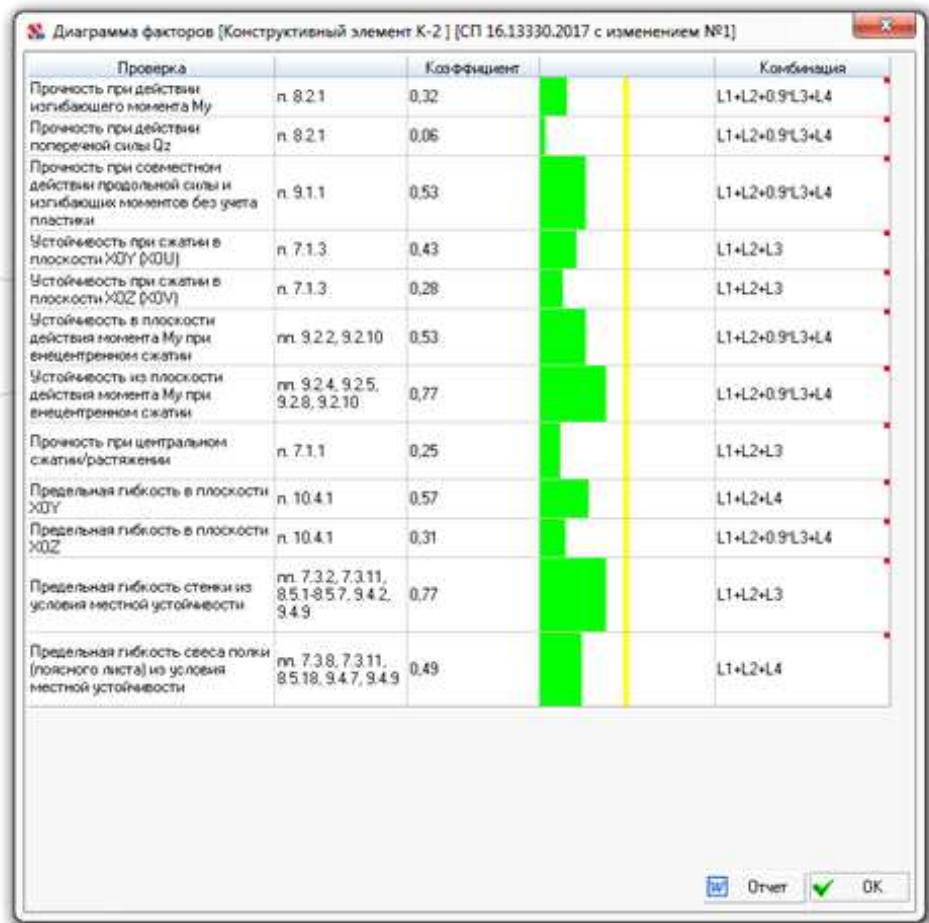 Диаграмма факторов [Конструктивный элемент К-2 ] [СП 16.13330.2017 с изменением №1]
Проверка Коэффициент Комбинация
Прочность при действии
изгибающего момента My п. 8.2.1 0,32 L1+L2+0.9*L3+L4
Прочность при действии
поперечной силы Qz п. 8.2.1 0,06 L1+L2+0.9*L3+L4
Прочность при совместном
действии продольной силы и
изгибающих моментов без учета
пластики п. 9.1.1 0,53 L1+L2+0.9*L3+L4
Устойчивость при сжатии в
плоскости XOY (XOU) п. 7.1.3 0,43 L1+L2+L3
Устойчивость при сжатии в
плоскости XOZ (XOV) п. 7.1.3 0,28 L1+L2+L3
Устойчивость в плоскости
действия момента My при
внецентренном сжатии пп. 9.2.2, 9.2.10 0,53 L1+L2+0.9*L3+L4
Устойчивость из плоскости
действия момента My при
внецентренном сжатии пп. 9.2.4, 9.2.5,
9.2.8, 9.2.10 0,77 L1+L2+0.9*L3+L4
Прочность при центральном
сжатии/растяжении п. 7.1.1 0,25 L1+L2+L3
Предельная гибкость в плоскости
XOY п. 10.4.1 0,57 L1+L2+L4
Предельная гибкость в плоскости
XOZ п. 10.4.1 0,31 L1+L2+0.9*L3+L4
Предельная гибкость стенки из
условия местной устойчивости пп. 7.3.2, 7.3.11,
8.5.1-8.5.7, 9.4.2,
9.4.9 0,77 L1+L2+L3
Предельная гибкость свеса полки
(поясного листа) из условия
местной устойчивости пп. 7.3.8, 7.3.11,
8.5.18, 9.4.7, 9.4.9 0,49 L1+L2+L4
Отчет OK